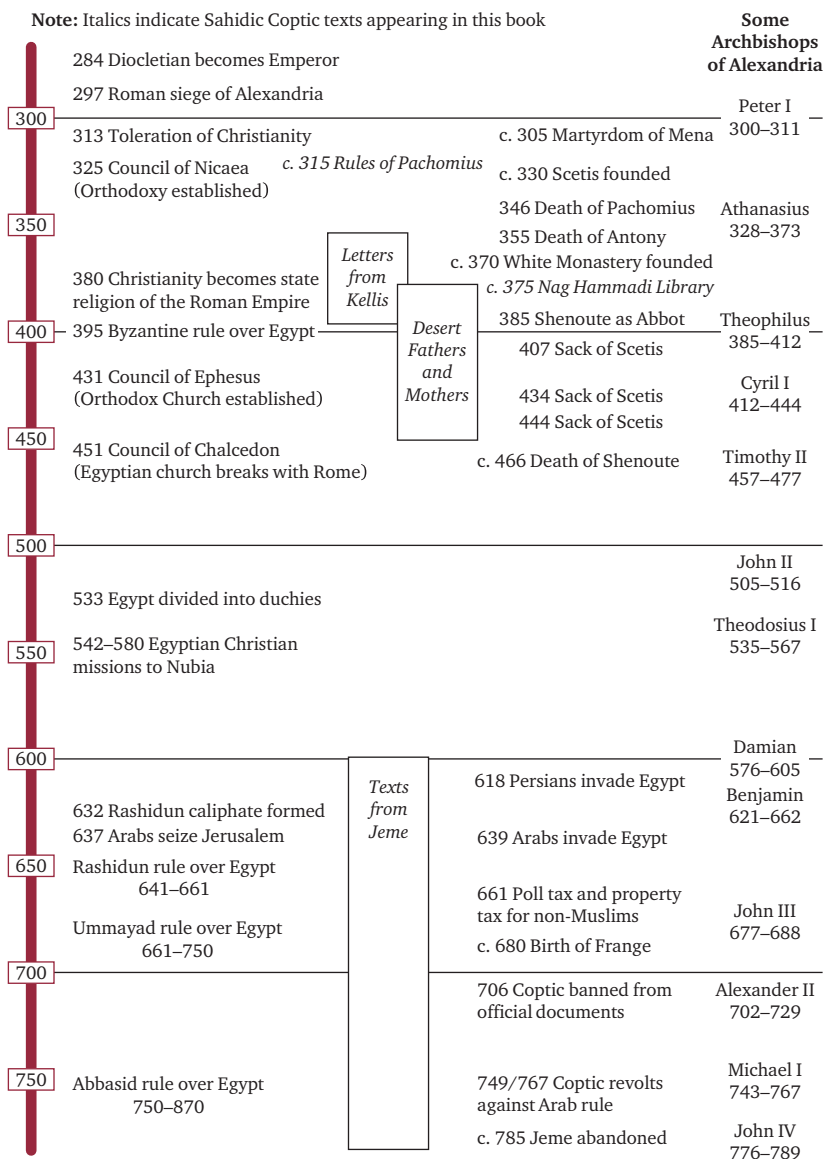 Note: Italics indicate Sahidic Coptic texts appearing in this book
Some
Archbishops
of Alexandria
284 Diocletian becomes Emperor
297 Roman siege of Alexandria
300
Peter I
300–311
313 Toleration of Christianity
c. 305 Martyrdom of Mena
325 Council of Nicaea
(Orthodoxy established)
c. 315 Rules of Pachomius
c. 330 Scetis founded
350
346 Death of Pachomius
Athanasius
328–373
355 Death of Antony
Letters
from
Kellis
c. 370 White Monastery founded
380 Christianity becomes state
religion of the Roman Empire
c. 375 Nag Hammadi Library
400
395 Byzantine rule over Egypt
Desert
Fathers
and
Mothers
385 Shenoute as Abbot
Theophilus
385–412
407 Sack of Scetis
431 Council of Ephesus
(Orthodox Church established)
434 Sack of Scetis
Cyril I
412–444
444 Sack of Scetis
450
451 Council of Chalcedon
(Egyptian church breaks with Rome)
c. 466 Death of Shenoute
Timothy II
457–477
500
John II
505–516
533 Egypt divided into duchies
Theodosius I
535–567
550
542–580 Egyptian Christian
missions to Nubia
600
Damian
576–605
Texts
from
Jeme
618 Persians invade Egypt
Benjamin
621–662
632 Rashidun caliphate formed
637 Arabs seize Jerusalem
639 Arabs invade Egypt
650
Rashidun rule over Egypt
641–661
661 Poll tax and property
tax for non-Muslims
John III
677–688
Ummayad rule over Egypt
661–750
c. 680 Birth of Frange
700
706 Coptic banned from
official documents
Alexander II
702–729
750
Abbasid rule over Egypt
750–870
749/767 Coptic revolts
against Arab rule
Michael I
743–767
c. 785 Jeme abandoned
John IV
776–789